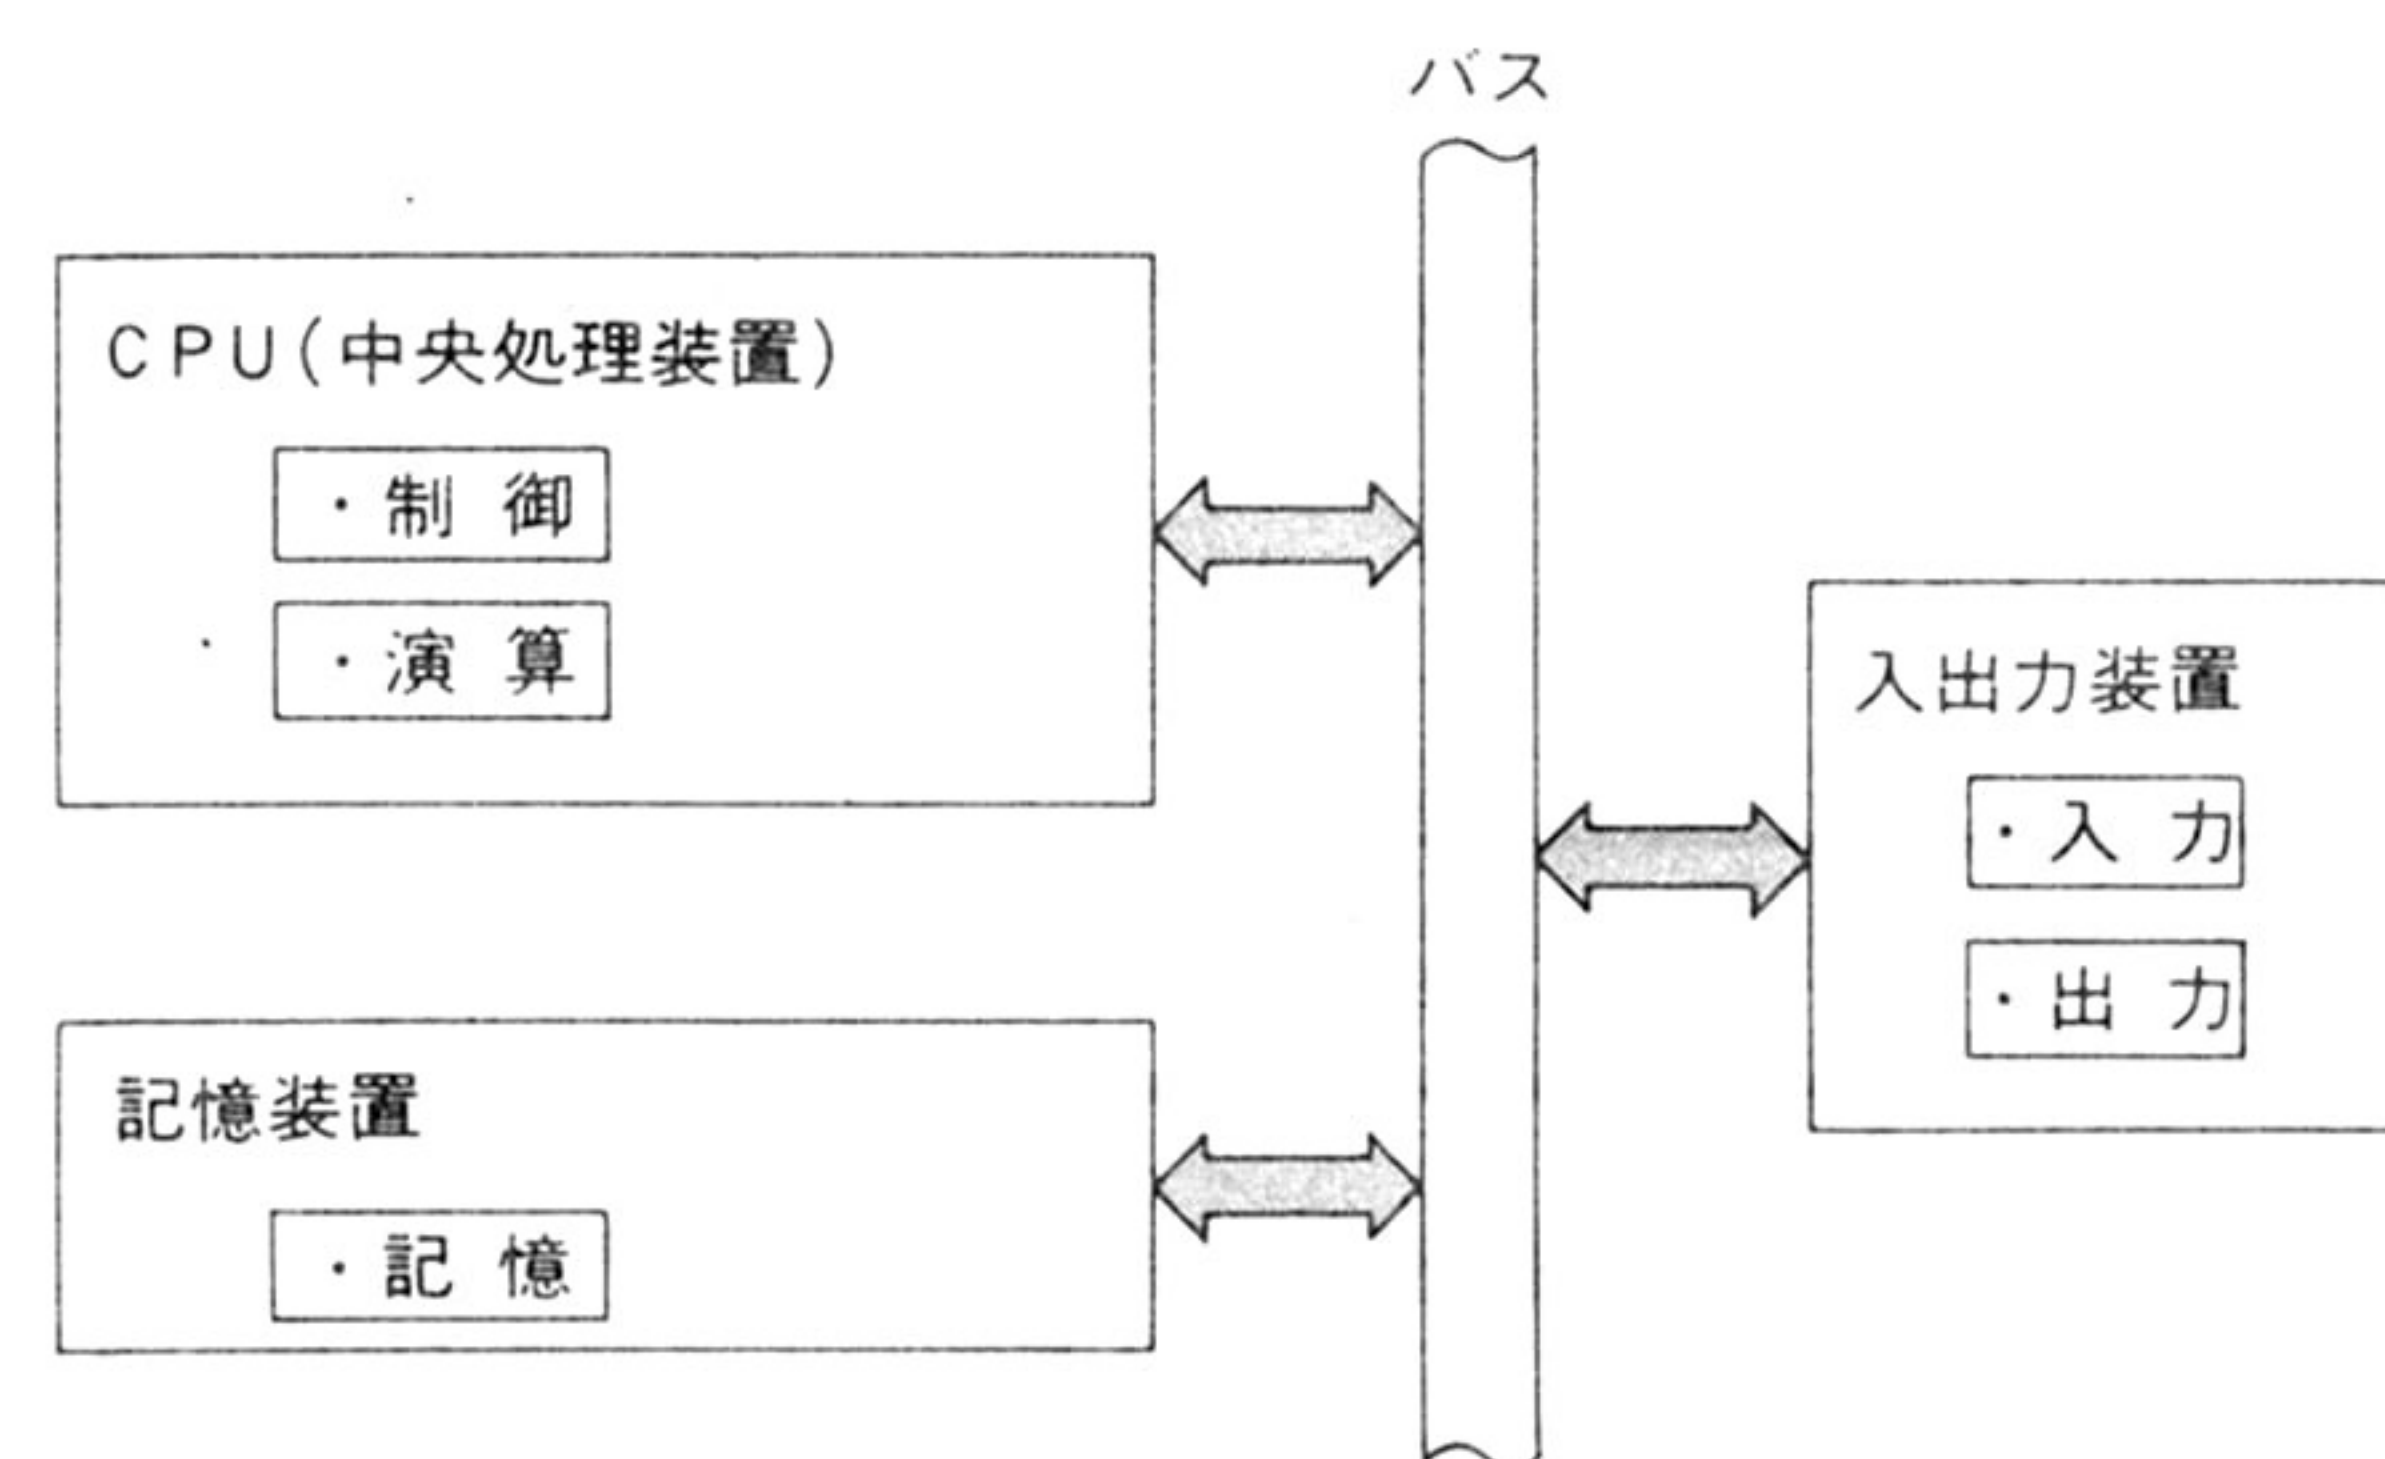 バス
CPU(中央処理装置)
・制 御
・演 算
記憶装置
・記 憶
入出力装置
・入 力
・出 力